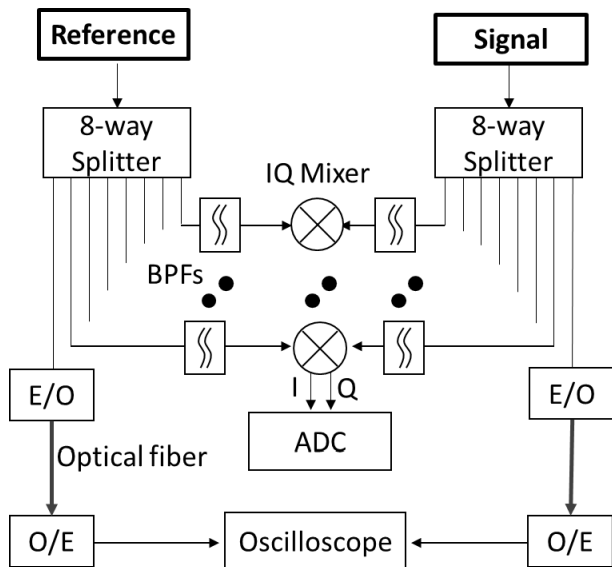 Reference
Signal
8-way
Splitter
8-way
Splitter
IQ Mixer
BPFs
I
Q
E/O
E/O
ADC
Optical fiber
O/E
Oscilloscope
O/E